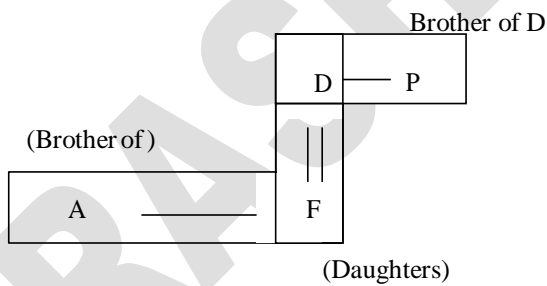 Brother of D
D P
(Brother of )
A F
(Daughters)